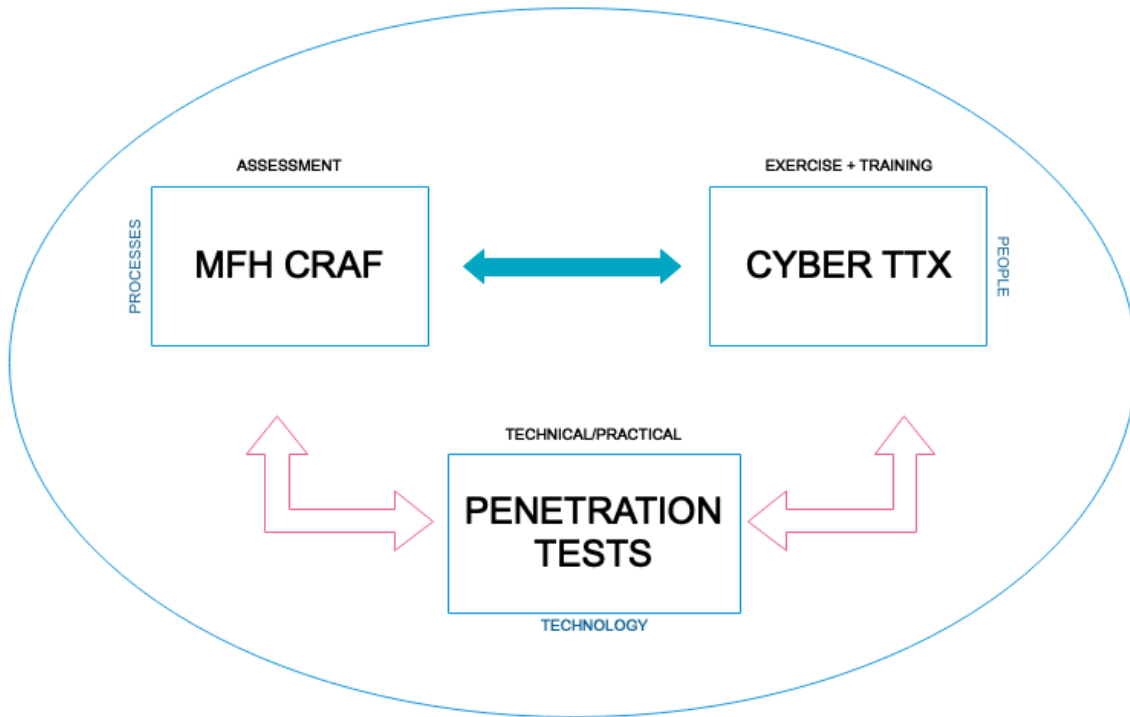 ASSESSMENT
EXERCISE + TRAINING
PROCESSES
MFH CRAF
CYBER TTX
PEOPLE
TECHNICAL/PRACTICAL
PENETRATION
TESTS
TECHNOLOGY